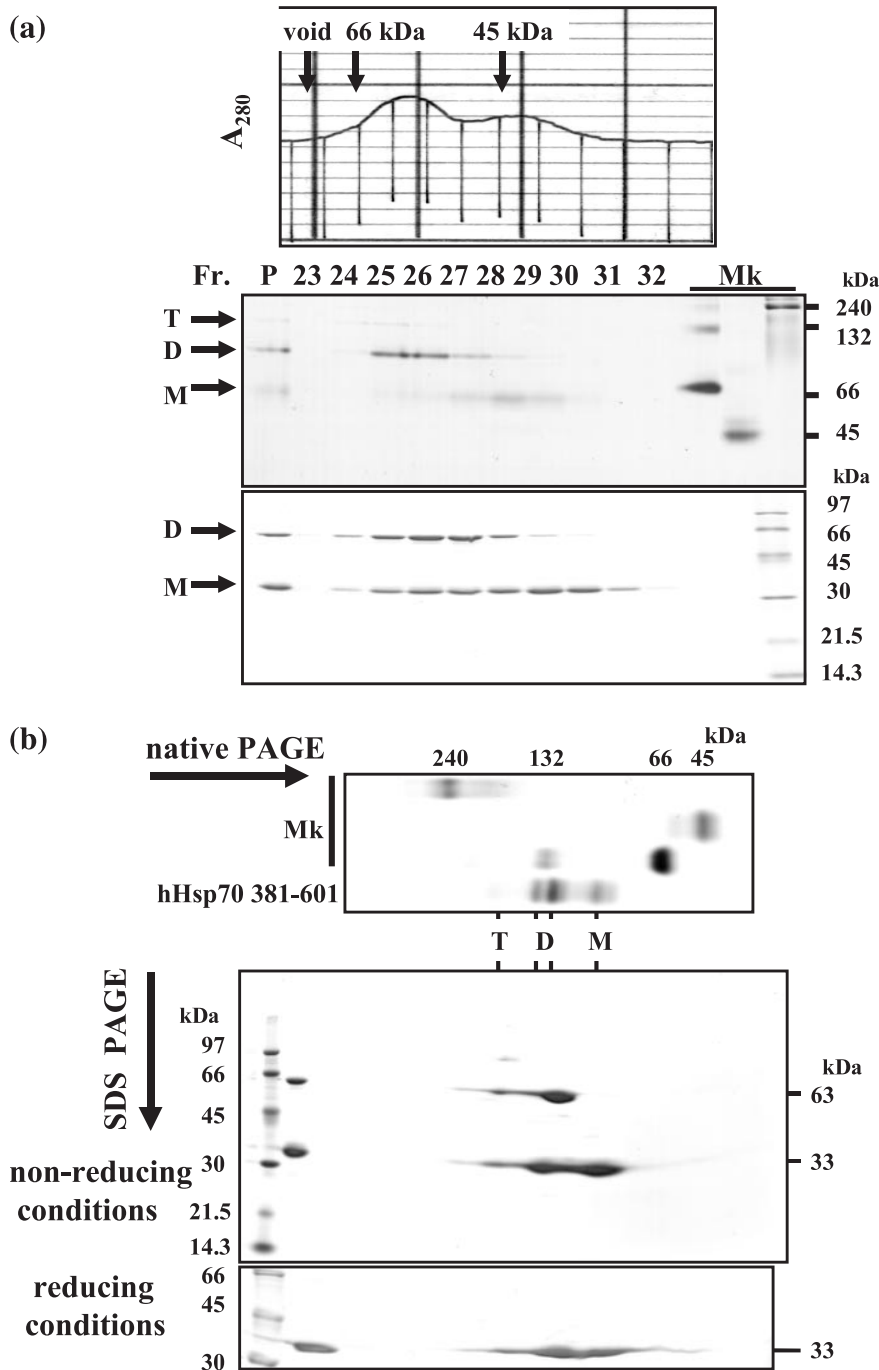 (a)
void 66 kDa 45 kDa
A280
Fr. P 23 24 25 26 27 28 29 30 31 32 Mk kDa
T
D
M
240
132
66
45
kDa
D
M
97
66
45
30
21.5
14.3
(b)
native PAGE
240 132 66 45
kDa
Mk
hHsp70 381-601
T D M
SDS PAGE
kDa
97
66
45
30
21.5
14.3
non-reducing
conditions
kDa
63
33
reducing
conditions
66
45
30
33